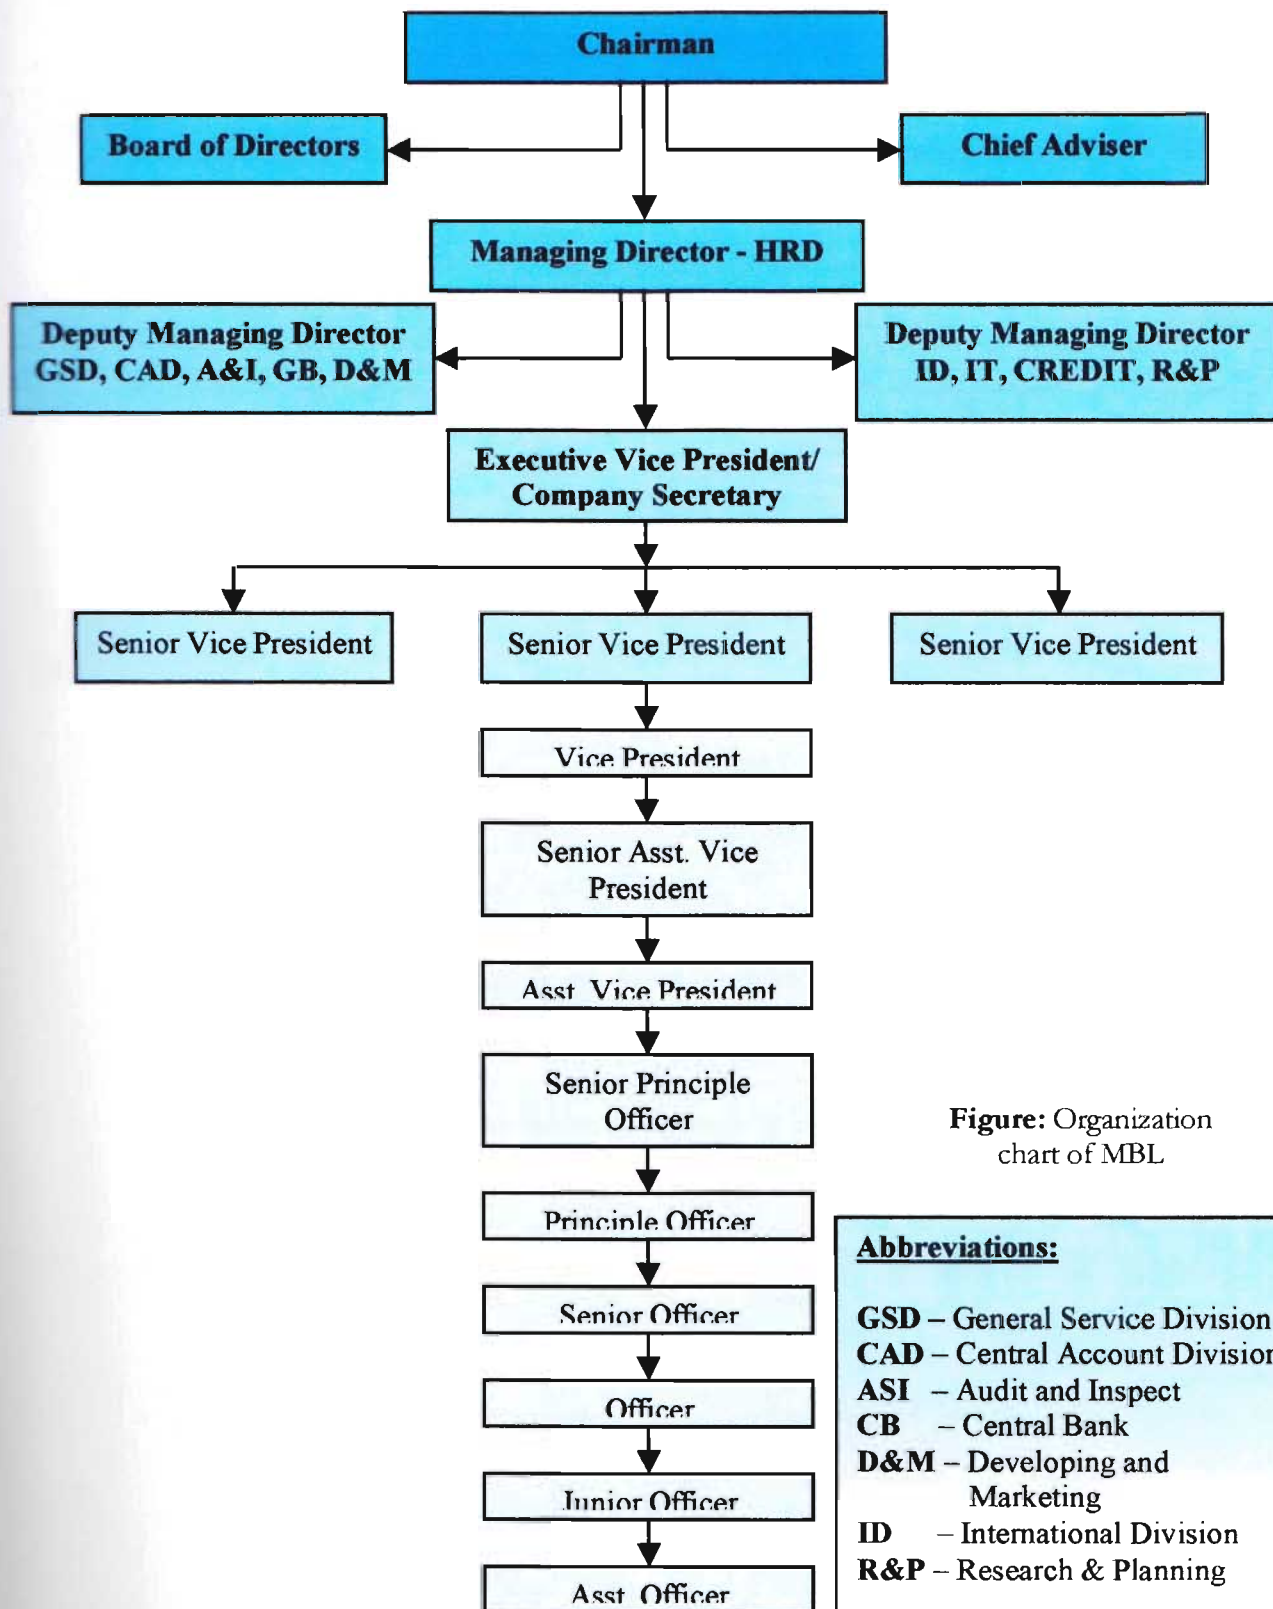 Chairman
Board of Directors
Chief Adviser
Managing Director - HRD
Deputy Managing Director
GSD, CAD, A&I, GB, D&M
Deputy Managing Director
ID, IT, CREDIT, R&P
Executive Vice President/
Company Secretary
Senior Vice President
Senior Vice President
Senior Vice President
Vice President
Senior Asst. Vice
President
Asst. Vice President
Senior Principle
Officer
Figure: Organization
chart of MBL
Principle Officer
Senior Officer
Officer
Junior Officer
Asst. Officer
Abbreviations:
GSD – General Service Division
CAD – Central Account Division
ASI – Audit and Inspect
CB – Central Bank
D&M – Developing and
Marketing
ID – International Division
R&P – Research & Planning